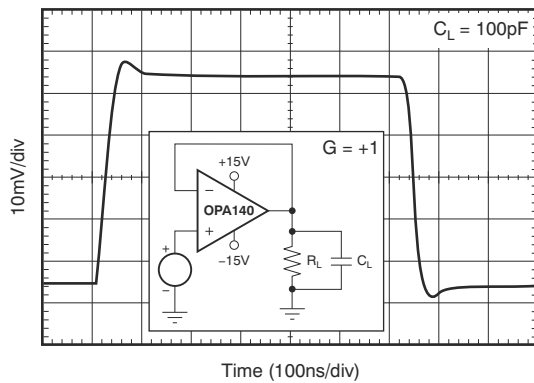 C_L = 100pF
10mV/div
G = +1
+15V
−
OPA140
+
−15V
+
−
R_L
C_L
Time (100ns/div)